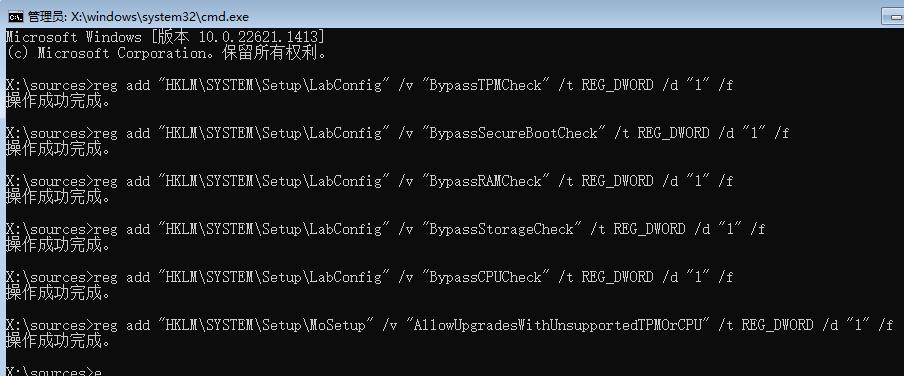 管理员: X:\windows\system32\cmd.exe
Microsoft Windows [版本 10.0.22621.1413]
(c) Microsoft Corporation。保留所有权利。
X:\sources>reg add "HKLM\SYSTEM\Setup\LabConfig" /v "BypassTPMCheck" /t REG_DWORD /d "1" /f
操作成功完成。
X:\sources>reg add "HKLM\SYSTEM\Setup\LabConfig" /v "BypassSecureBootCheck" /t REG_DWORD /d "1" /f
操作成功完成。
X:\sources>reg add "HKLM\SYSTEM\Setup\LabConfig" /v "BypassRAMCheck" /t REG_DWORD /d "1" /f
操作成功完成。
X:\sources>reg add "HKLM\SYSTEM\Setup\LabConfig" /v "BypassStorageCheck" /t REG_DWORD /d "1" /f
操作成功完成。
X:\sources>reg add "HKLM\SYSTEM\Setup\LabConfig" /v "BypassCPUCheck" /t REG_DWORD /d "1" /f
操作成功完成。
X:\sources>reg add "HKLM\SYSTEM\Setup\MoSetup" /v "AllowUpgradesWithUnsupportedTPMOrCPU" /t REG_DWORD /d "1" /f
操作成功完成。
X:\sources>e